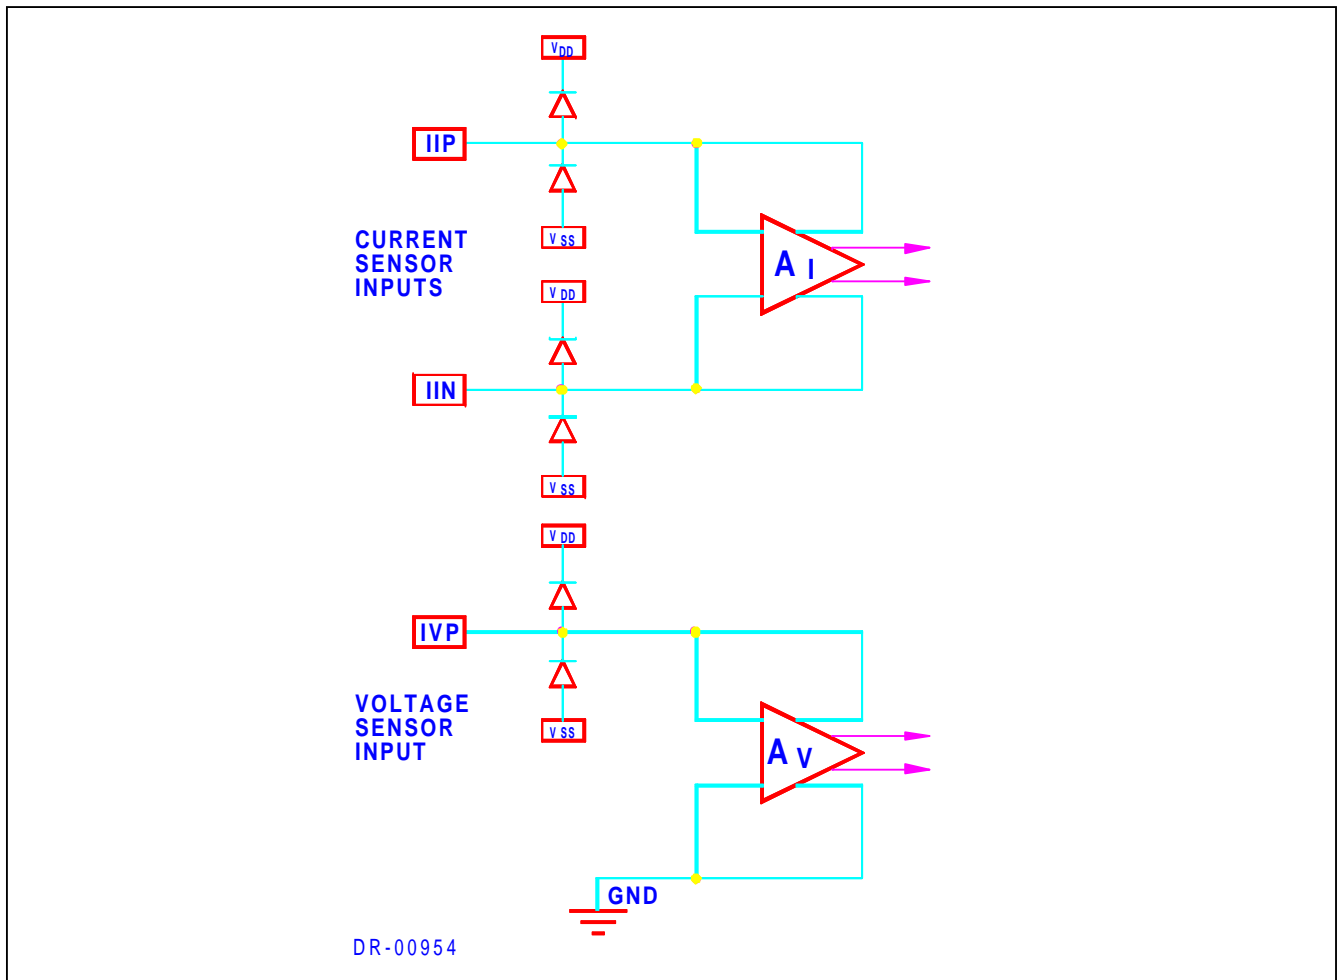 VDD
IIP
CURRENT
SENSOR
INPUTS
VSS
VDD
A I
IIN
VSS
VDD
IVP
VOLTAGE
SENSOR
INPUT
VSS
A V
GND
DR-00954